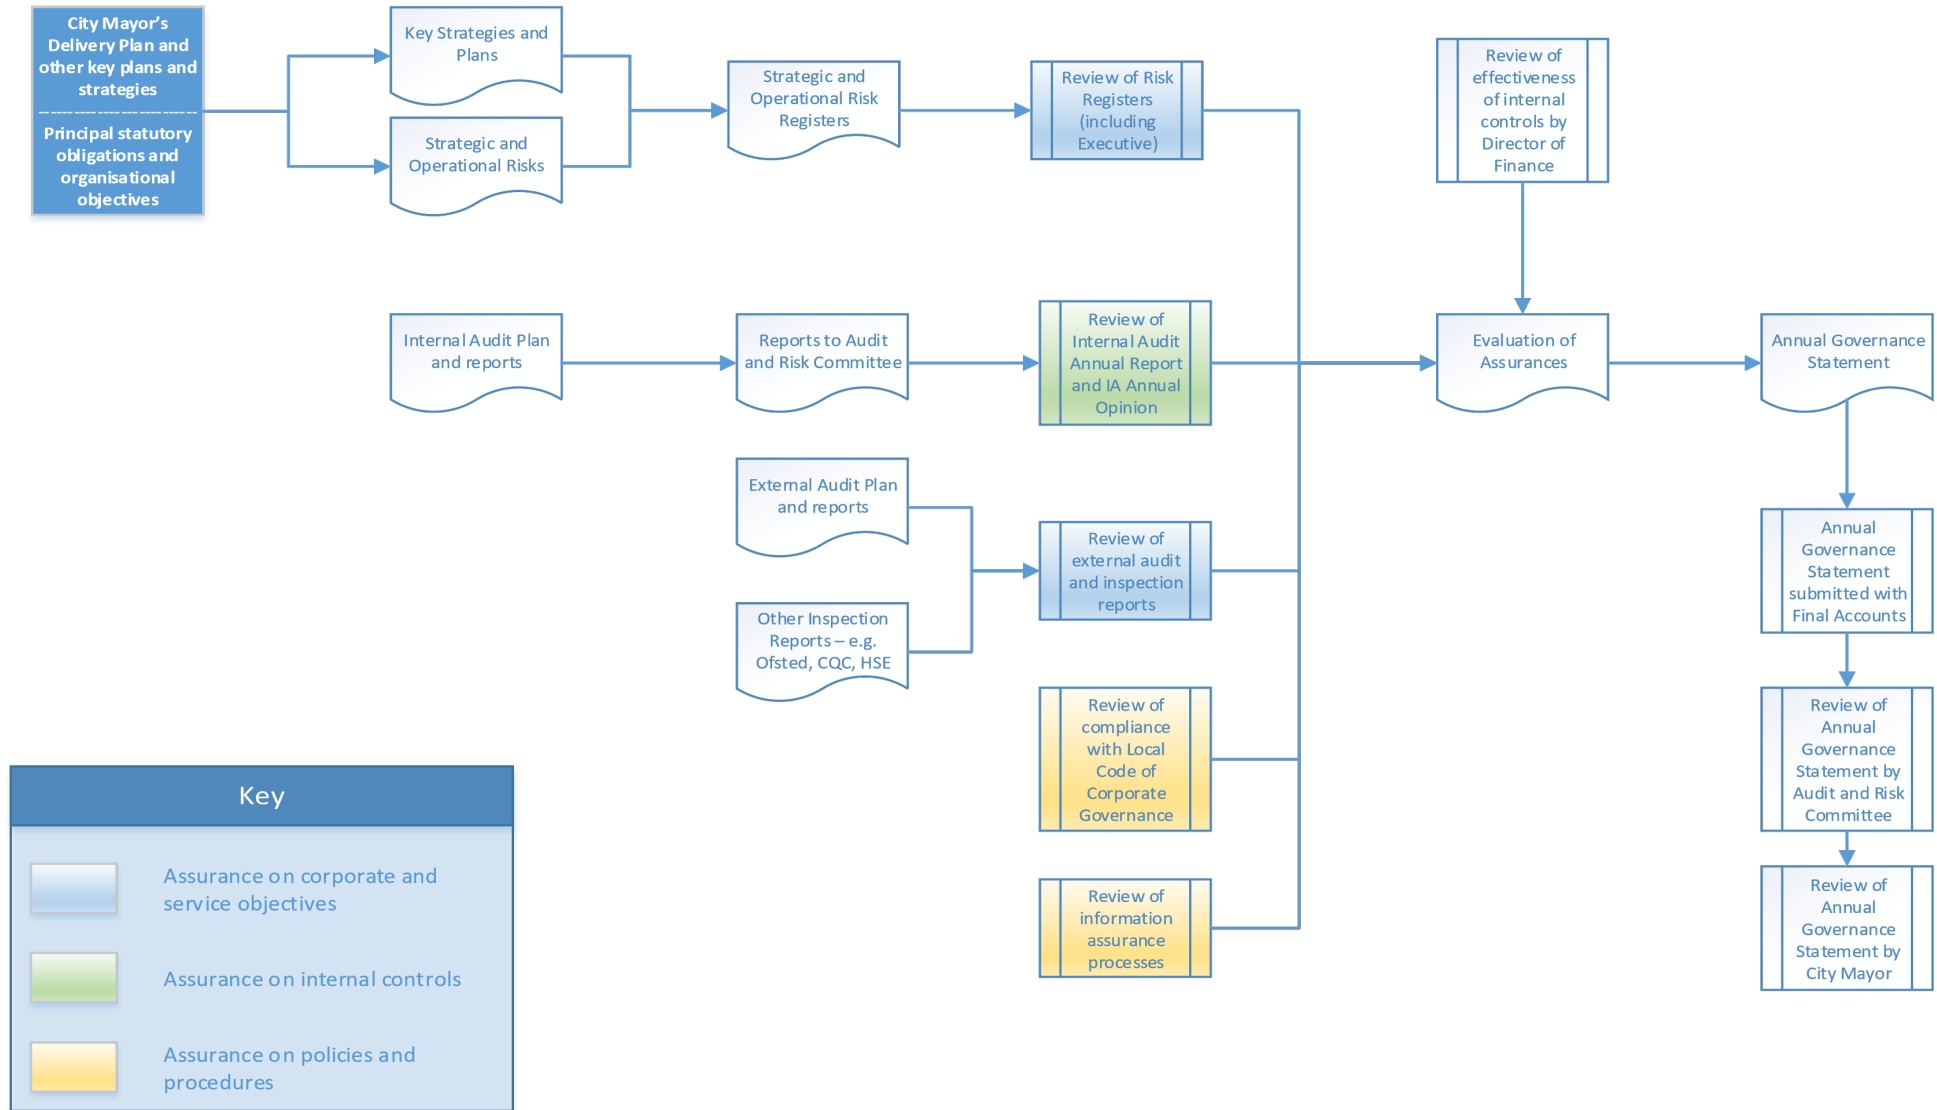 City Mayor's
Delivery Plan and
other key plans and
strategies
Principal statutory
obligations and
organisational
objectives
Key Strategies and
Plans
Strategic and
Operational Risks
Strategic and
Operational Risk
Registers
Review of Risk
Registers
(including
Executive)
Review of
effectiveness
of internal
controls by
Director of
Finance
Internal Audit Plan
and reports
Reports to Audit
and Risk Committee
Review of
Internal Audit
Annual Report
and IA Annual
Opinion
Evaluation of
Assurances
Annual Governance
Statement
External Audit Plan
and reports
Other Inspection
Reports – e.g.
Ofsted, CQC, HSE
Review of
external audit
and inspection
reports
Annual
Governance
Statement
submitted with
Final Accounts
Review of
compliance
with Local
Code of
Corporate
Governance
Review of
Annual
Governance
Statement by
Audit and Risk
Committee
Review of
information
assurance
processes
Review of
Annual
Governance
Statement by
City Mayor
Key
Assurance on corporate and
service objectives
Assurance on internal controls
Assurance on policies and
procedures